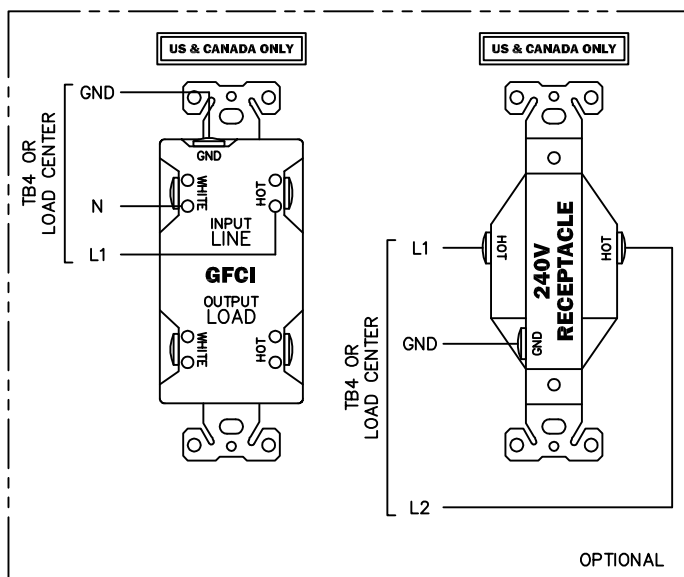 US & CANADA ONLY
GND
TB4 OR
LOAD CENTER
GND
WHITE
HOT
N
INPUT
LINE
L1
GFCI
OUTPUT
LOAD
WHITE
HOT
US & CANADA ONLY
L1
HOT
240V
RECEPTACLE
HOT
TB4 OR
LOAD CENTER
GND
GND
L2
OPTIONAL